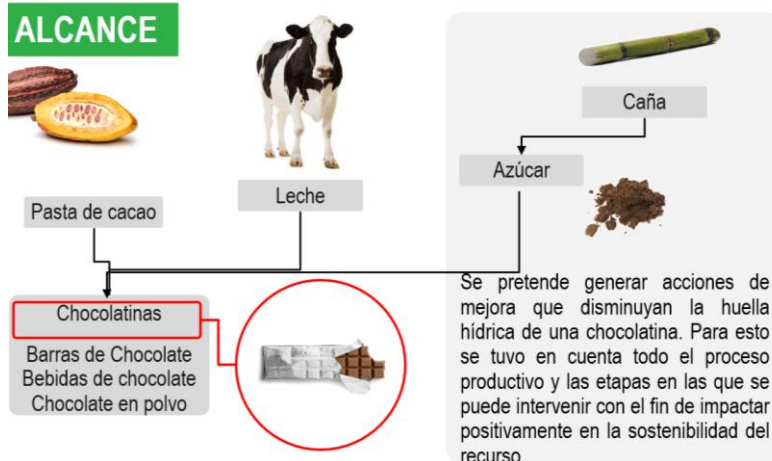 ALCANCE
Caña
Azúcar
Leche
Pasta de cacao
Chocolatinas
Barras de Chocolate
Bebidas de chocolate
Chocolate en polvo
Se pretende generar acciones de
mejora que disminuyan la huella
hídrica de una chocolatina. Para esto
se tuvo en cuenta todo el proceso
productivo y las etapas en las que se
puede intervenir con el fin de impactar
positivamente en la sostenibilidad del
recurso